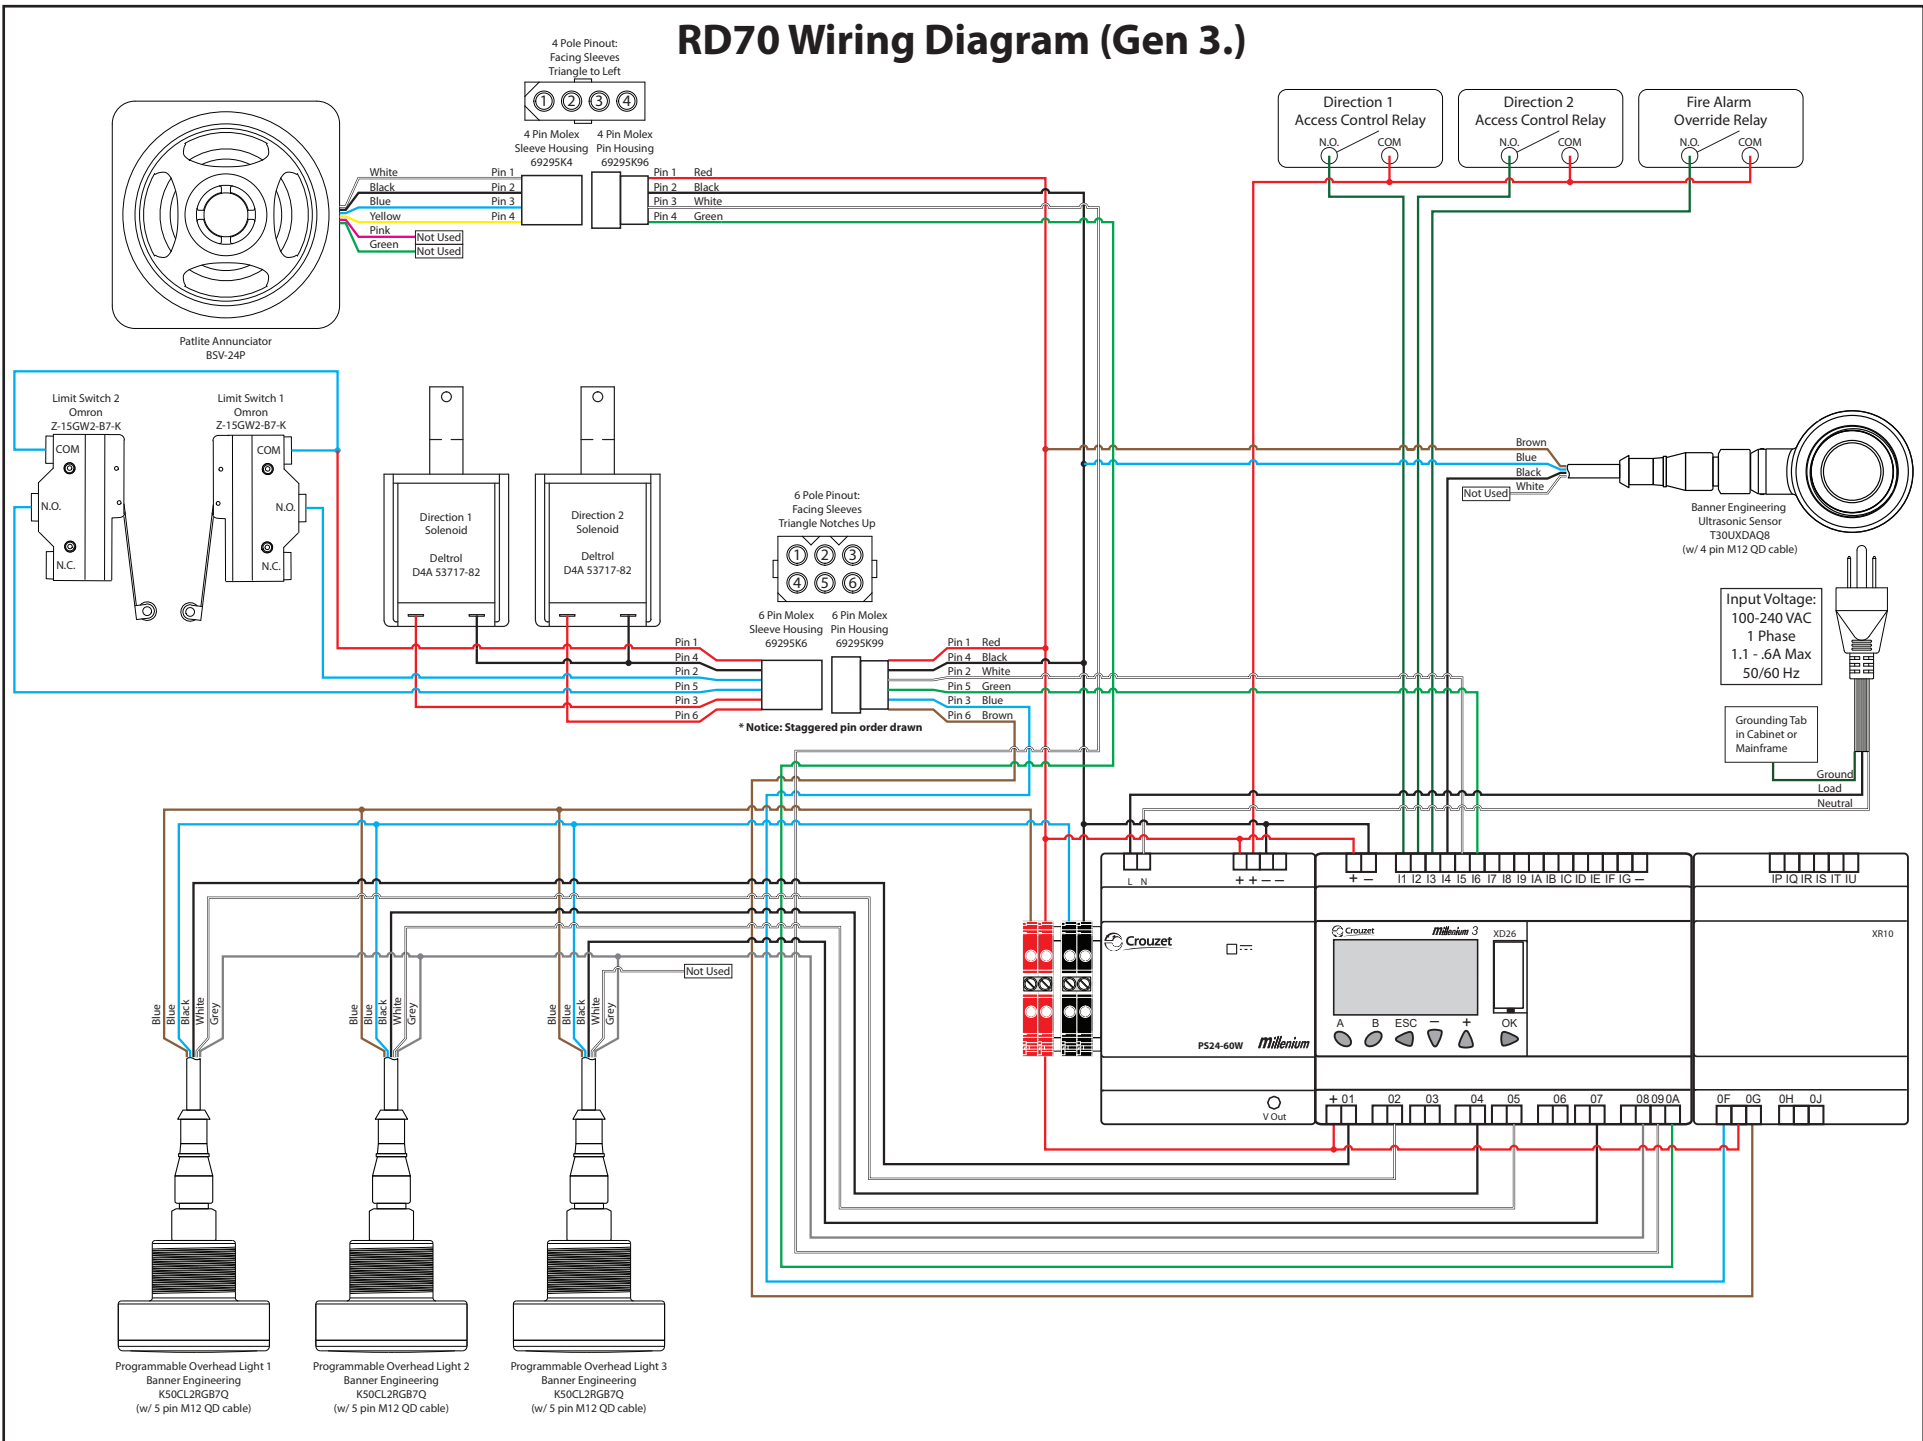 RD70 Wiring Diagram (Gen 3.)
4 Pole Pinout:
Facing Sleeves
Triangle to Left
1 2 3 4
4 Pin Molex
Sleeve Housing
69295K4
4 Pin Molex
Pin Housing
69295K96
White
Black
Blue
Yellow
Pink
Green
Not Used
Not Used
Pin 1
Pin 2
Pin 3
Pin 4
Pin 1 Red
Pin 2 Black
Pin 3 White
Pin 4 Green
Patlite Annunciator
BSV-24P
Direction 1
Access Control Relay
N.O. COM
Direction 2
Access Control Relay
N.O. COM
Fire Alarm
Override Relay
N.O. COM
Limit Switch 2
Omron
Z-15GW2-B7-K
COM
N.O.
N.C.
Limit Switch 1
Omron
Z-15GW2-B7-K
COM
N.O.
N.C.
Direction 1
Solenoid
Deltrol
D4A 53717-82
Direction 2
Solenoid
Deltrol
D4A 53717-82
6 Pole Pinout:
Facing Sleeves
Triangle Notches Up
1 2 3
4 5 6
6 Pin Molex
Sleeve Housing
69295K6
6 Pin Molex
Pin Housing
69295K99
Pin 1
Pin 4
Pin 2
Pin 5
Pin 3
Pin 6
Pin 1 Red
Pin 4 Black
Pin 2 White
Pin 5 Green
Pin 3 Blue
Pin 6 Brown
* Notice: Staggered pin order drawn
Brown
Blue
Black
White
Not Used
Banner Engineering
Ultrasonic Sensor
T30UXDAQ8
(w/ 4 pin M12 QD cable)
Input Voltage:
100-240 VAC
1 Phase
1.1 - .6A Max
50/60 Hz
Grounding Tab
in Cabinet or
Mainframe
Ground
Load
Neutral
L N
+ + – –
+ –
I1 I2 I3 I4 I5 I6 I7 I8 I9 IA IB IC ID IE IF IG –
IP IQ IR IS IT IU
Crouzet
PS24-60W Millenium
V Out
Crouzet Millenium 3 XD26
A B ESC – + OK
XR10
+ 01 02 03 04 05 06 07 08 09 0A
0F 0G 0H 0J
Not Used
Blue
Blue
Black
White
Grey
Blue
Blue
Black
White
Grey
Blue
Blue
Black
White
Grey
Programmable Overhead Light 1
Banner Engineering
K50CL2RGB7Q
(w/ 5 pin M12 QD cable)
Programmable Overhead Light 2
Banner Engineering
K50CL2RGB7Q
(w/ 5 pin M12 QD cable)
Programmable Overhead Light 3
Banner Engineering
K50CL2RGB7Q
(w/ 5 pin M12 QD cable)